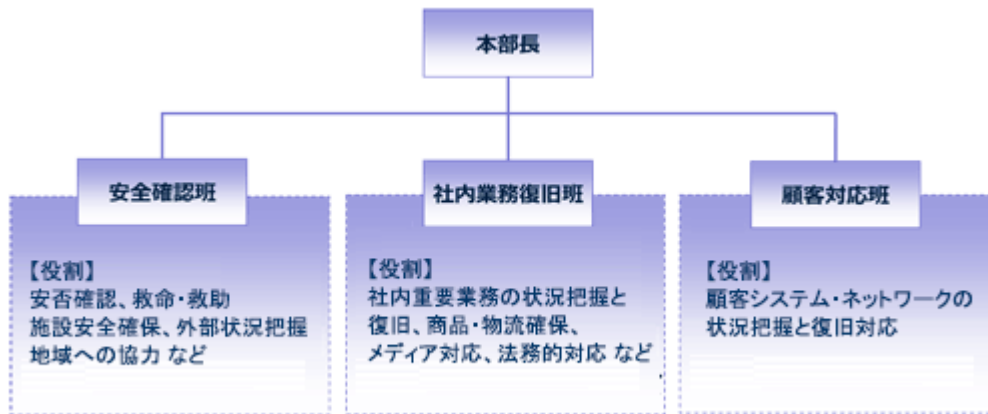 本部長
安全確認班
【役割】
安否確認、救命・救助
施設安全確保、外部状況把握
地域への協力 など
社内業務復旧班
【役割】
社内重要業務の状況把握と
復旧、商品・物流確保、
メディア対応、法務的対応 など
顧客対応班
【役割】
顧客システム・ネットワークの
状況把握と復旧対応